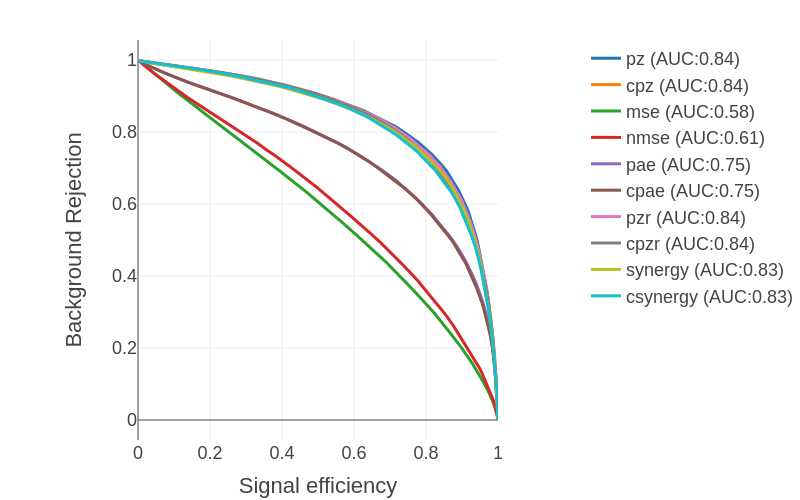 Background Rejection
1
0.8
0.6
0.4
0.2
0
0
0.2
0.4
0.6
0.8
1
Signal efficiency
pz (AUC:0.84)
cpz (AUC:0.84)
mse (AUC:0.58)
nmse (AUC:0.61)
pae (AUC:0.75)
cpae (AUC:0.75)
pzr (AUC:0.84)
cpzr (AUC:0.84)
synergy (AUC:0.83)
csynergy (AUC:0.83)